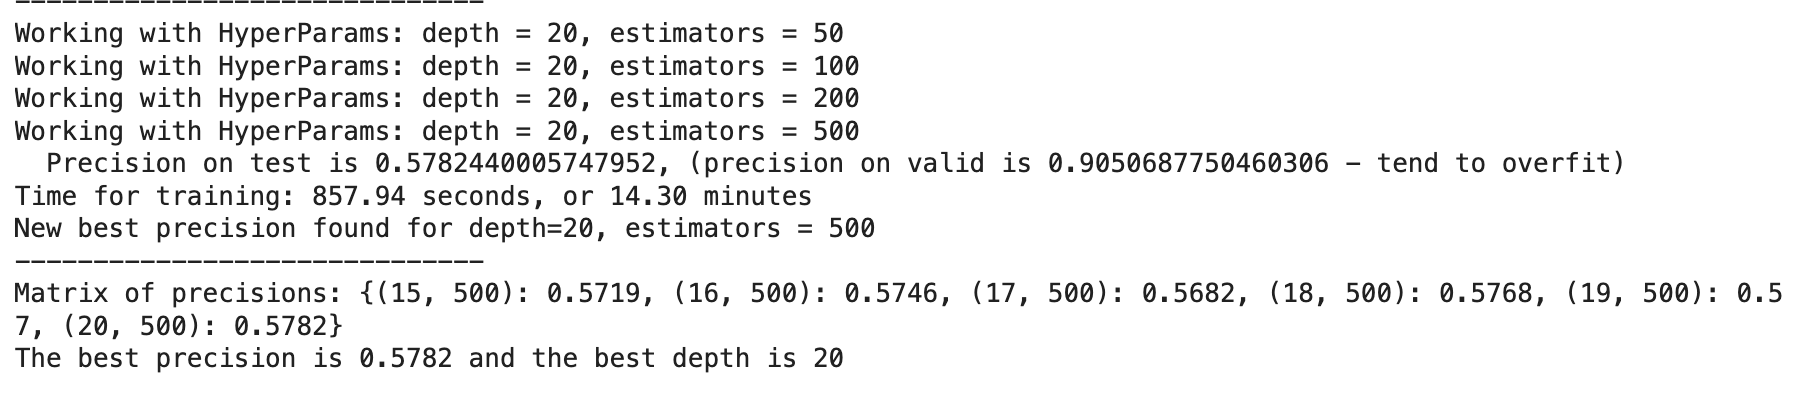 ------------------------------
Working with HyperParams: depth = 20, estimators = 50
Working with HyperParams: depth = 20, estimators = 100
Working with HyperParams: depth = 20, estimators = 200
Working with HyperParams: depth = 20, estimators = 500
  Precision on test is 0.5782440005747952, (precision on valid is 0.9050687750460306 - tend to overfit)
Time for training: 857.94 seconds, or 14.30 minutes
New best precision found for depth=20, estimators = 500
------------------------------
Matrix of precisions: {(15, 500): 0.5719, (16, 500): 0.5746, (17, 500): 0.5682, (18, 500): 0.5768, (19, 500): 0.5
7, (20, 500): 0.5782}
The best precision is 0.5782 and the best depth is 20